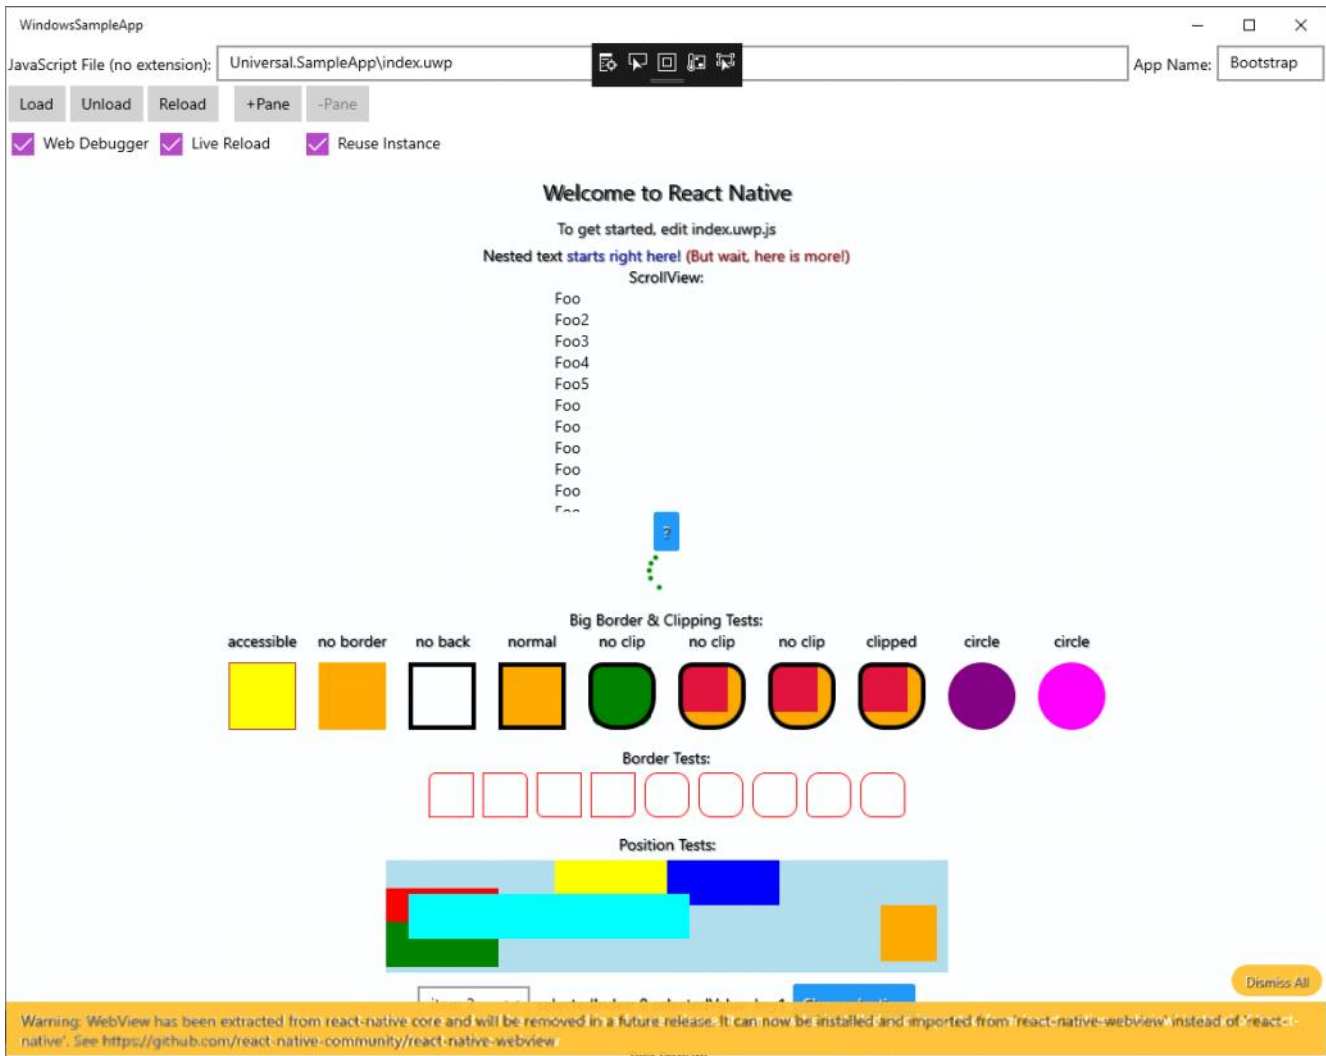 WindowsSampleApp
JavaScript File (no extension): Universal.SampleApp\index.uwp App Name: Bootstrap
Load Unload Reload +Pane -Pane
Web Debugger Live Reload Reuse Instance
Welcome to React Native
To get started, edit index.uwp.js
Nested text starts right here! (But wait, here is more!)
ScrollView:
Foo
Foo2
Foo3
Foo4
Foo5
Foo
Foo
Foo
Foo
Foo
?
Big Border & Clipping Tests:
accessible no border no back normal no clip no clip no clip clipped circle circle
Border Tests:
Position Tests:
Dismiss All
Warning: WebView has been extracted from react-native core and will be removed in a future release. It can now be installed and imported from 'react-native-webview' instead of 'react-
native'. See https://github.com/react-native-community/react-native-webview